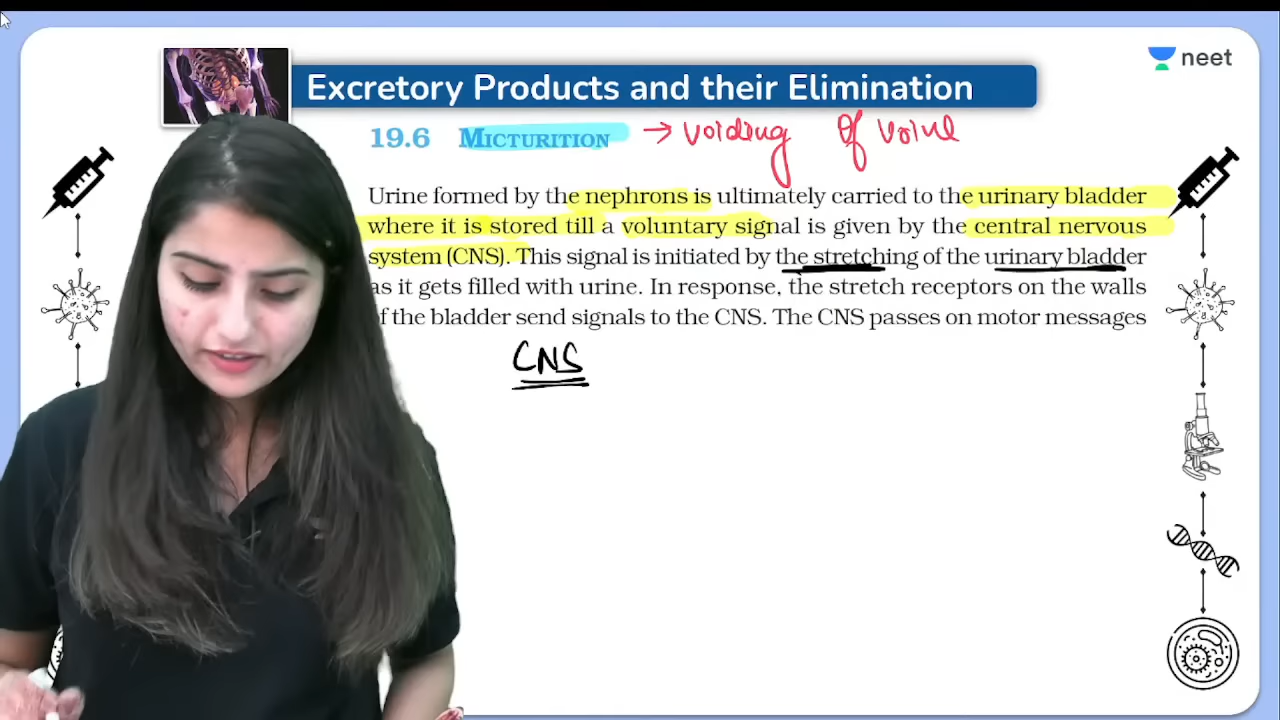 neet
Excretory Products and their Elimination
19.6 MICTURITION → voiding of urine
Urine formed by the nephrons is ultimately carried to the urinary bladder
where it is stored till a voluntary signal is given by the central nervous
system (CNS). This signal is initiated by the stretching of the urinary bladder
as it gets filled with urine. In response, the stretch receptors on the walls
of the bladder send signals to the CNS. The CNS passes on motor messages
CNS